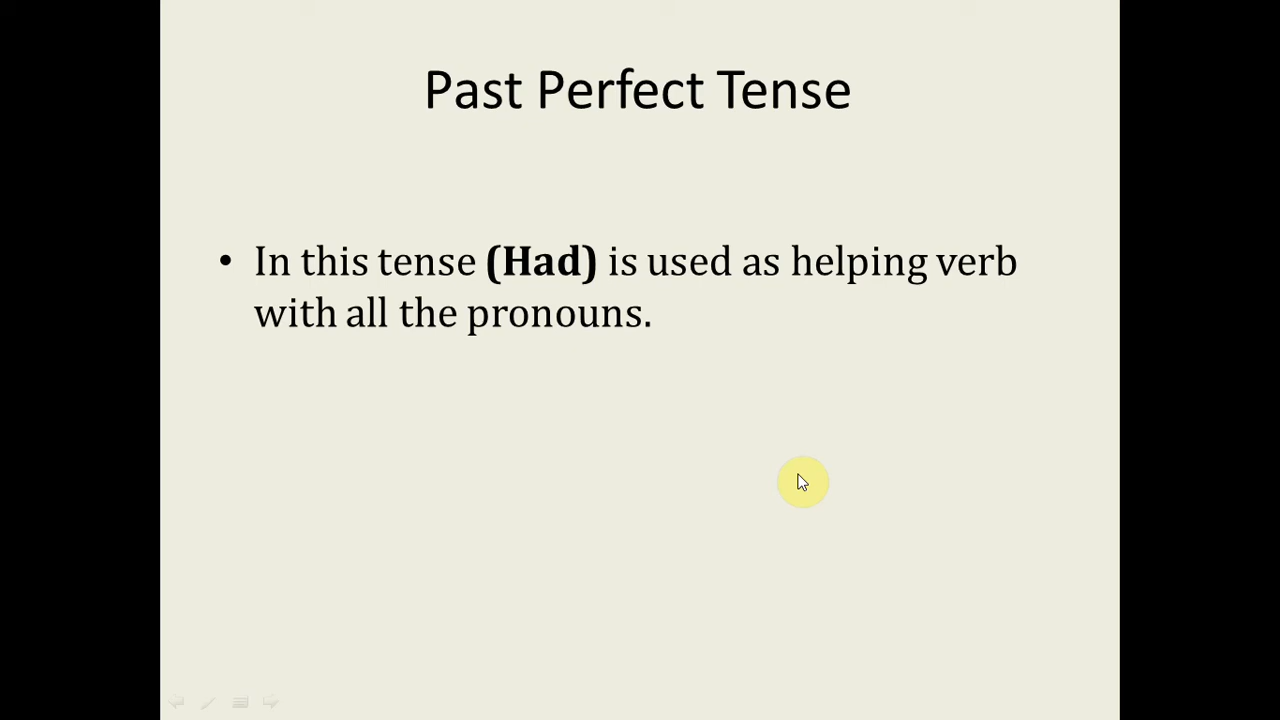 Past Perfect Tense
• In this tense (Had) is used as helping verb
with all the pronouns.